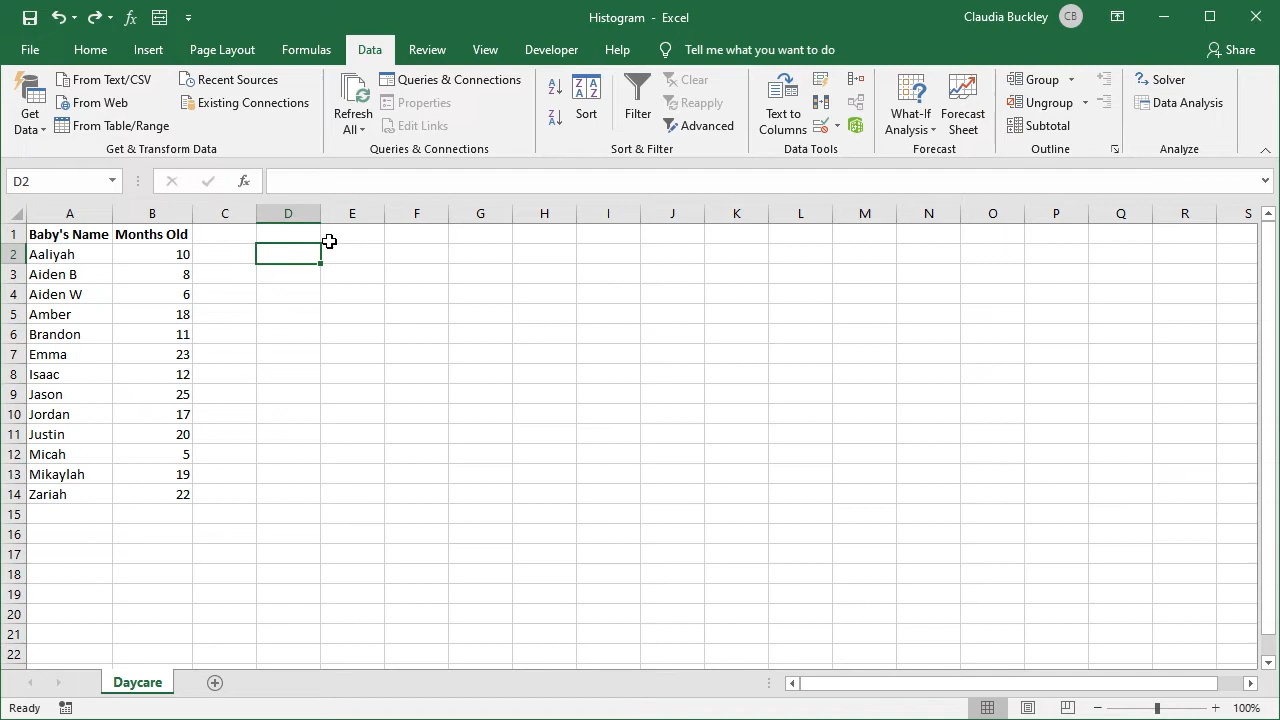 Histogram - Excel
Claudia Buckley CB
File Home Insert Page Layout Formulas Data Review View Developer Help Tell me what you want to do Share
Get Data
From Text/CSV
From Web
From Table/Range
Recent Sources
Existing Connections
Get & Transform Data
Refresh All
Queries & Connections
Properties
Edit Links
Queries & Connections
Sort
Filter
Clear
Reapply
Advanced
Sort & Filter
Text to Columns
Data Tools
What-If Analysis
Forecast Sheet
Forecast
Group
Ungroup
Subtotal
Outline
Solver
Data Analysis
Analyze
D2 fx
A B C D E F G H I J K L M N O P Q R S
1 Baby's Name Months Old
2 Aaliyah 10
3 Aiden B 8
4 Aiden W 6
5 Amber 18
6 Brandon 11
7 Emma 23
8 Isaac 12
9 Jason 25
10 Jordan 17
11 Justin 20
12 Micah 5
13 Mikaylah 19
14 Zariah 22
15
16
17
18
19
20
21
22
Daycare
Ready 100%